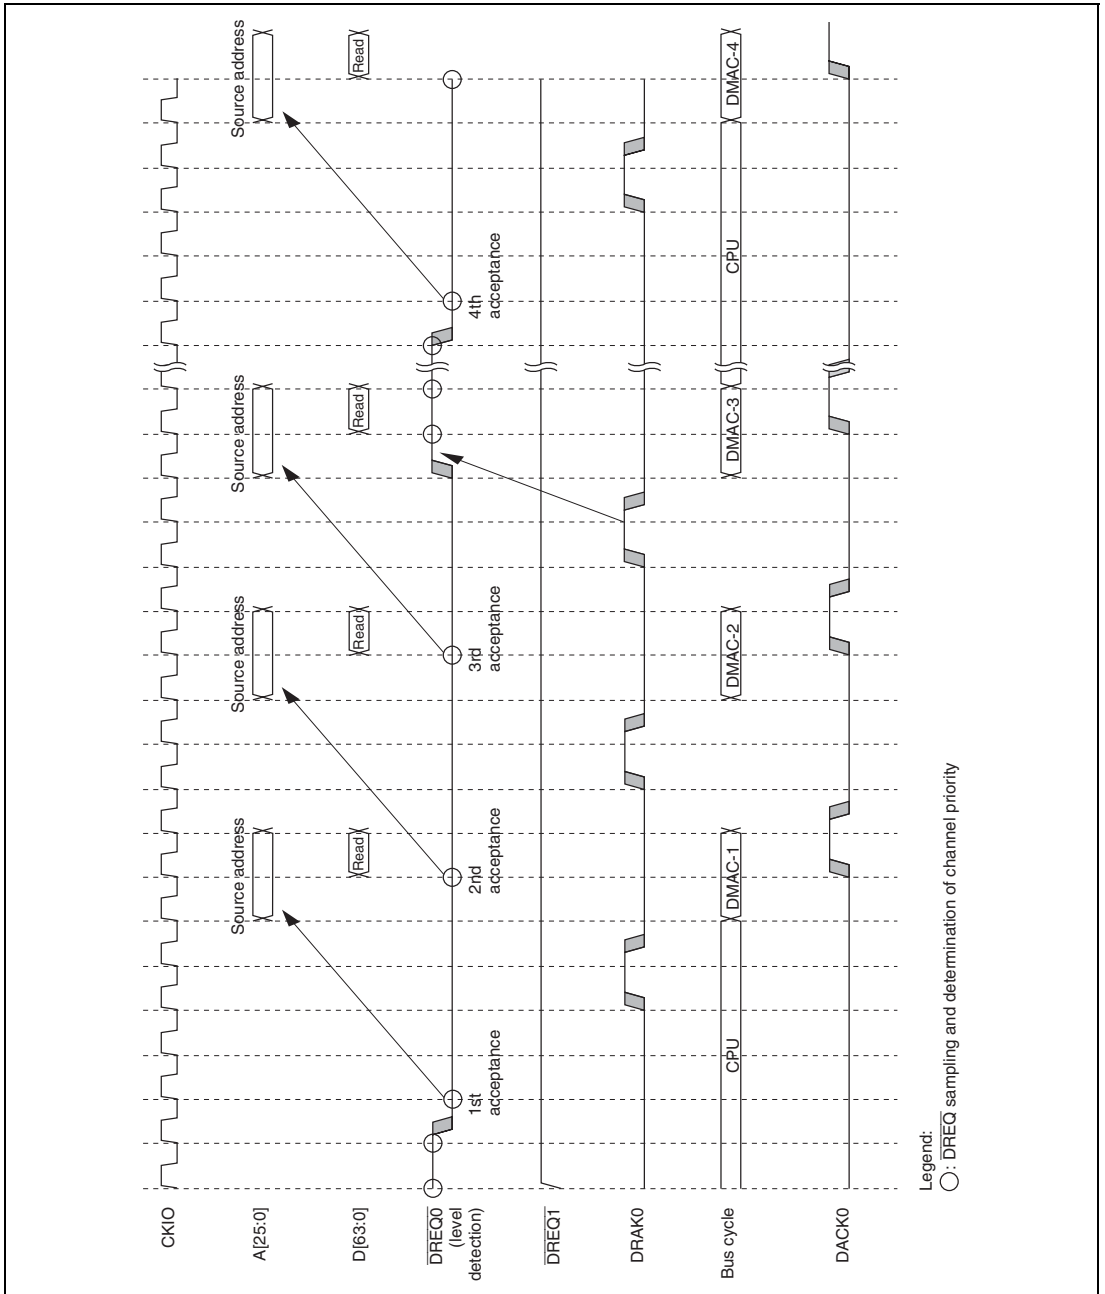 CKIO
A[25:0]
Source address
Source address
Source address
Source address
D[63:0]
Read
Read
Read
Read
DREQ0
(level
detection)
1st
acceptance
2nd
acceptance
3rd
acceptance
4th
acceptance
DREQ1
DRAK0
Bus cycle
CPU
DMAC-1
DMAC-2
DMAC-3
CPU
DMAC-4
DACK0
Legend:
○: DREQ sampling and determination of channel priority